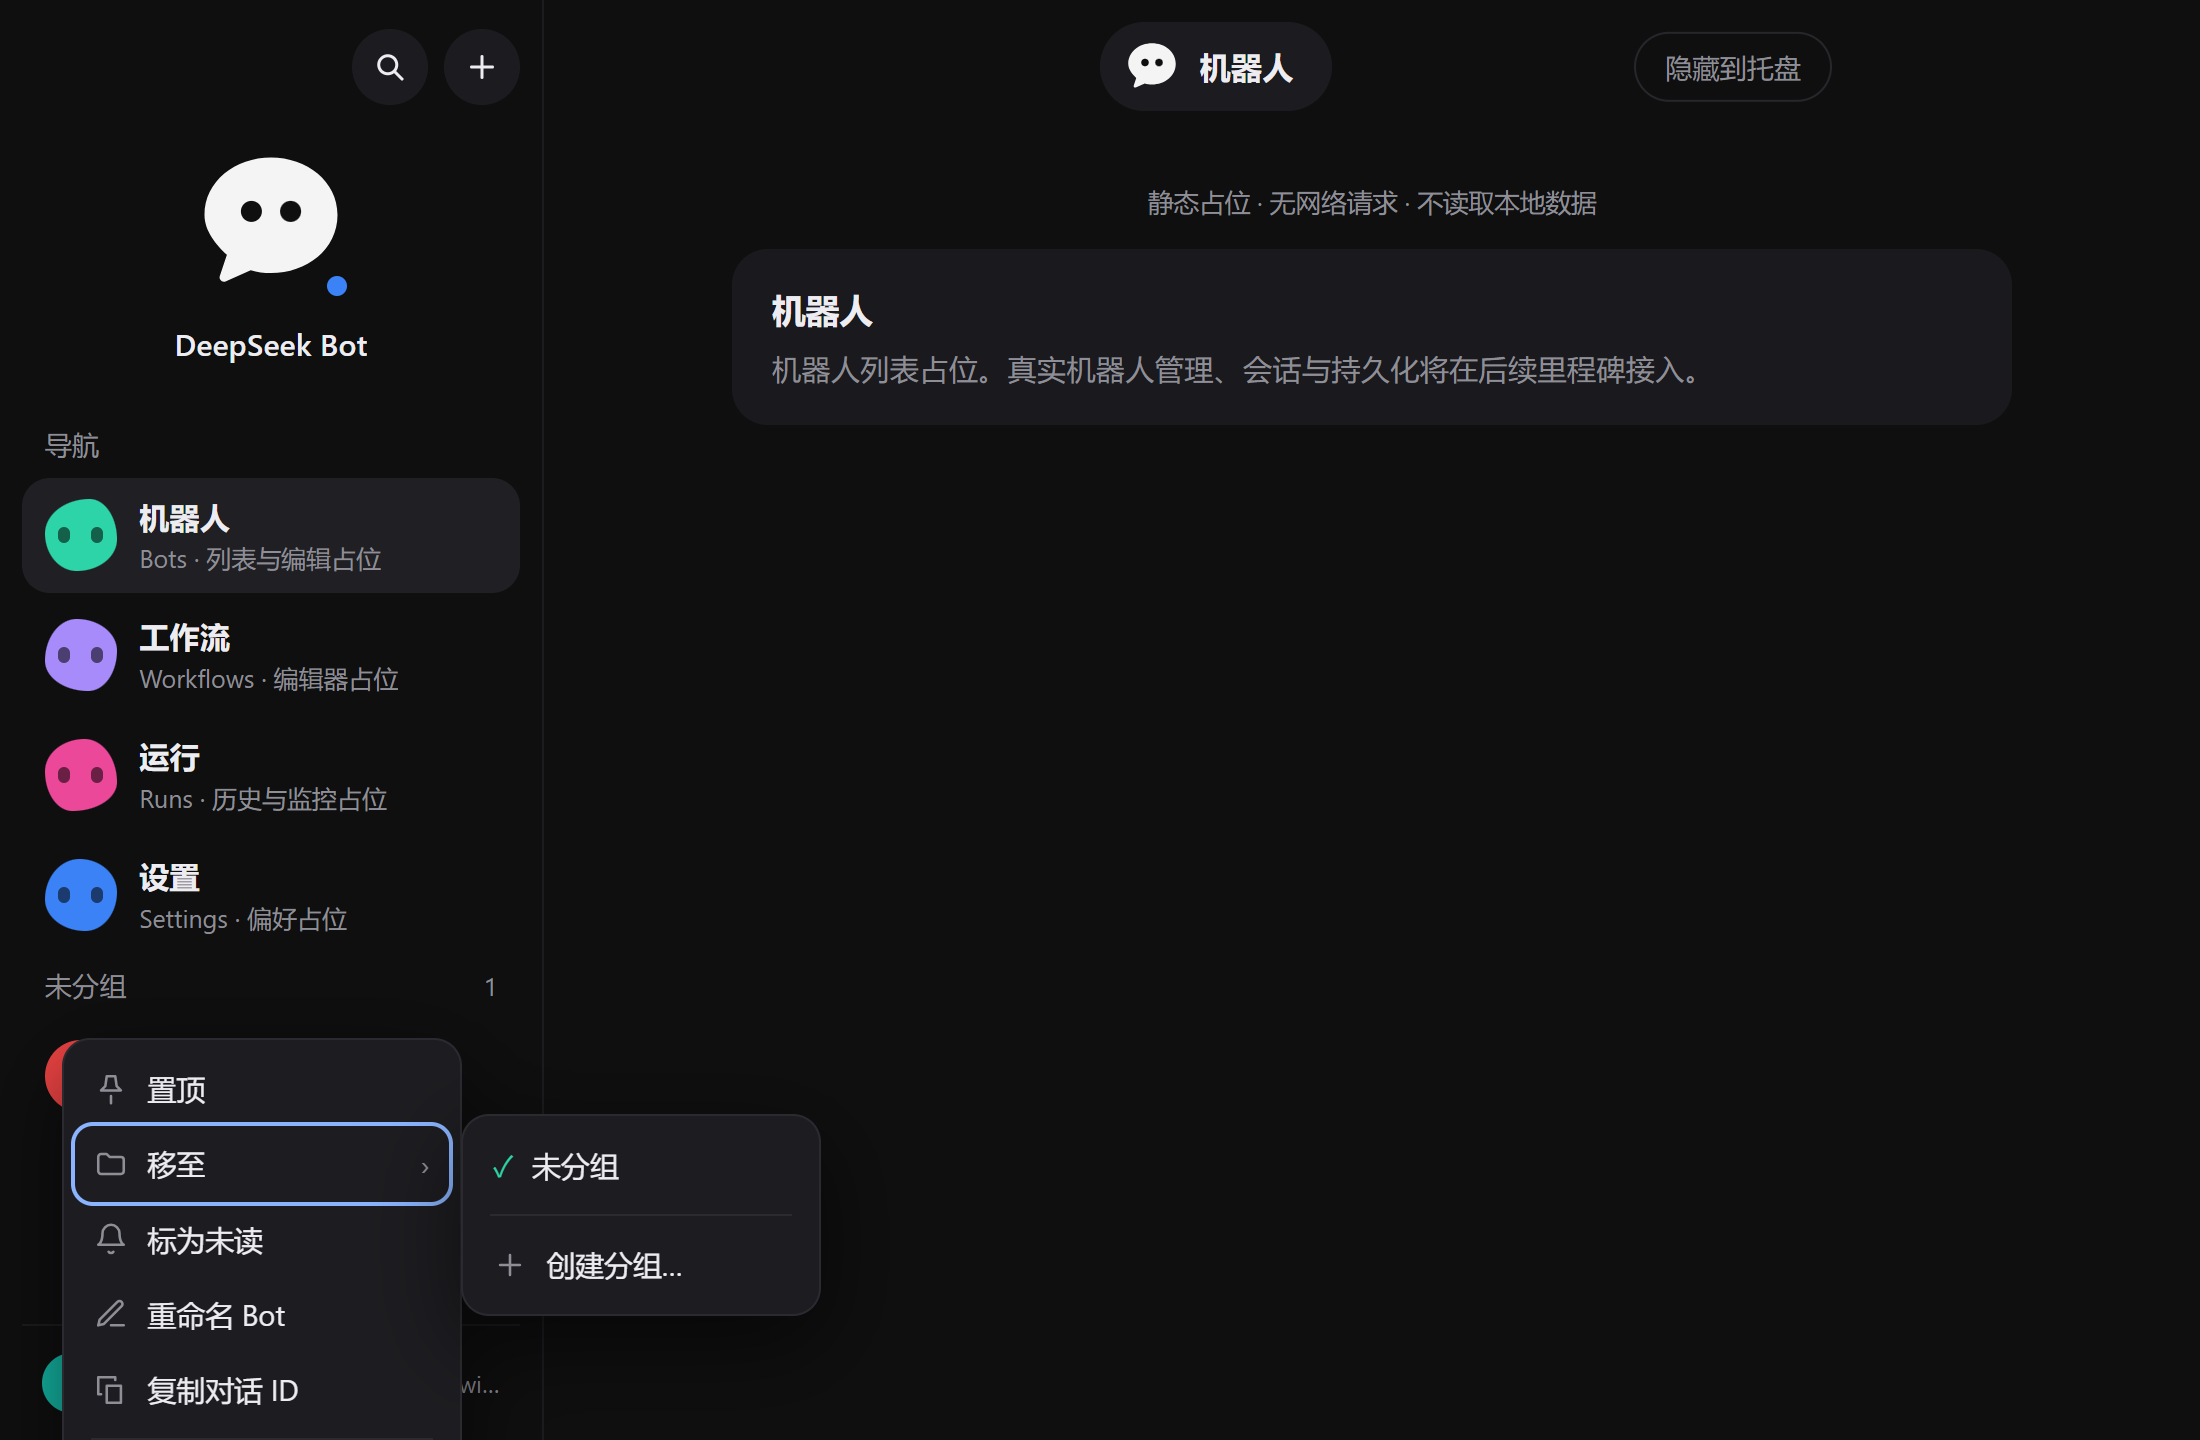 机器人
隐藏到托盘
DeepSeek Bot
静态占位 · 无网络请求 · 不读取本地数据
机器人
机器人列表占位。真实机器人管理、会话与持久化将在后续里程碑接入。
导航
机器人
Bots · 列表与编辑占位
工作流
Workflows · 编辑器占位
运行
Runs · 历史与监控占位
设置
Settings · 偏好占位
未分组 1
置顶
移至 ›
标为未读
重命名 Bot
复制对话 ID
✓ 未分组
创建分组...
wi...